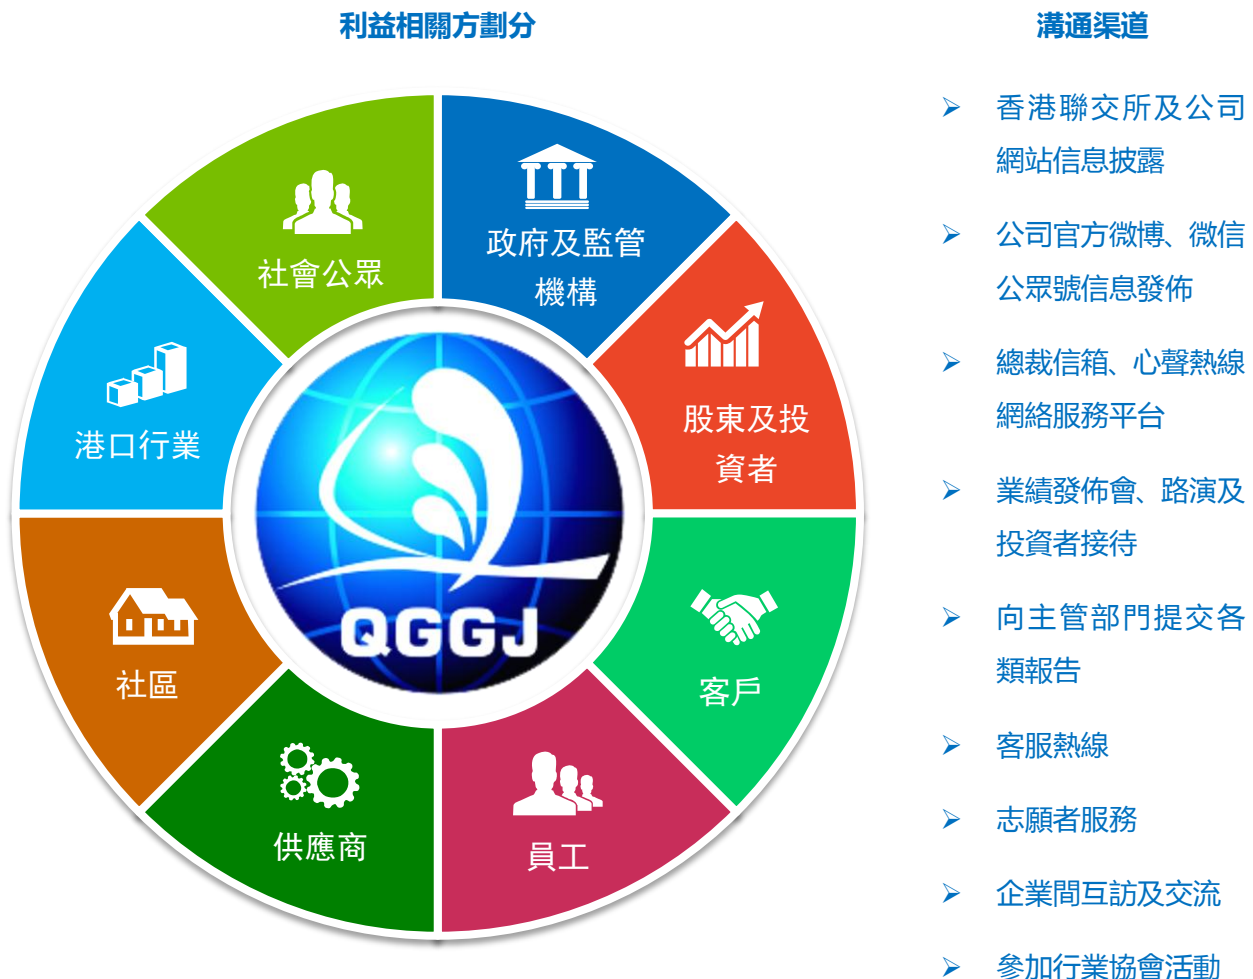 利益相關方劃分
社會公眾
政府及監管
機構
股東及投
資者
港口行業
社區
客戶
供應商
員工
QGGJ
溝通渠道
➢ 香港聯交所及公司
網站信息披露
➢ 公司官方微博、微信
公眾號信息發佈
➢ 總裁信箱、心聲熱線
網絡服務平台
➢ 業績發佈會、路演及
投資者接待
➢ 向主管部門提交各
類報告
➢ 客服熱線
➢ 志願者服務
➢ 企業間互訪及交流
➢ 參加行業協會活動